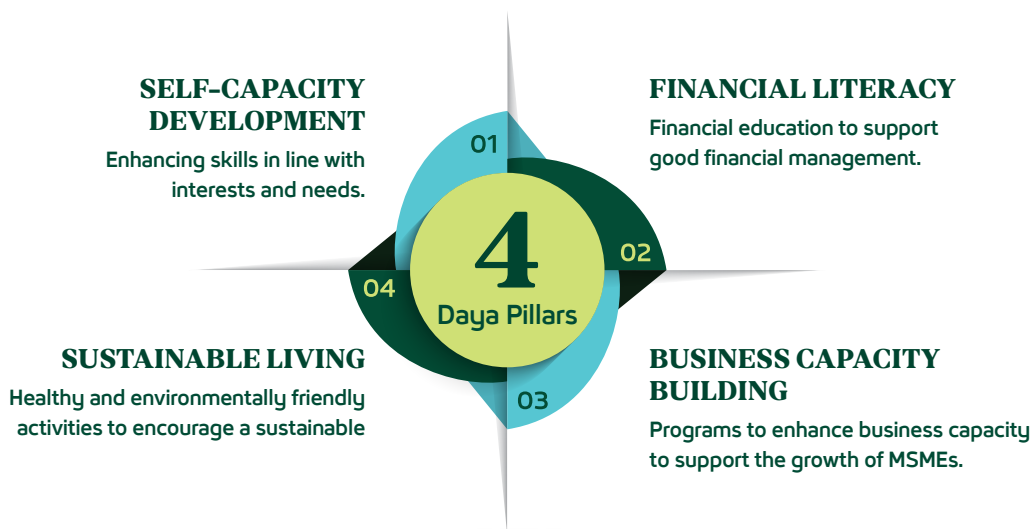 SELF-CAPACITY
DEVELOPMENT
Enhancing skills in line with
interests and needs.
01
FINANCIAL LITERACY
Financial education to support
good financial management.
02
4
Daya Pillars
04
SUSTAINABLE LIVING
Healthy and environmentally friendly
activities to encourage a sustainable
03
BUSINESS CAPACITY
BUILDING
Programs to enhance business capacity
to support the growth of MSMEs.